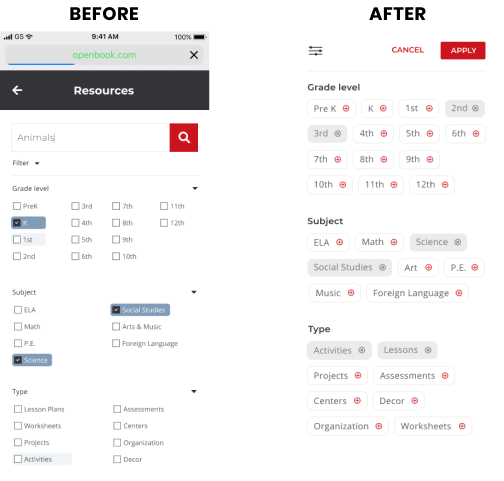 BEFORE
GS 9:41 AM 100%
openbook.com
Resources
Animals
Filter
Grade level
PreK 3rd 7th 11th
K 4th 8th 12th
1st 5th 9th
2nd 6th 10th
Subject
ELA Social Studies
Math Arts & Music
P.E. Foreign Language
Science
Type
Lesson Plans Assessments
Worksheets Centers
Projects Organization
Activities Decor
AFTER
CANCEL APPLY
Grade level
Pre K K 1st 2nd
3rd 4th 5th 6th
7th 8th 9th
10th 11th 12th
Subject
ELA Math Science
Social Studies Art P.E.
Music Foreign Language
Type
Activities Lessons
Projects Assessments
Centers Decor
Organization Worksheets